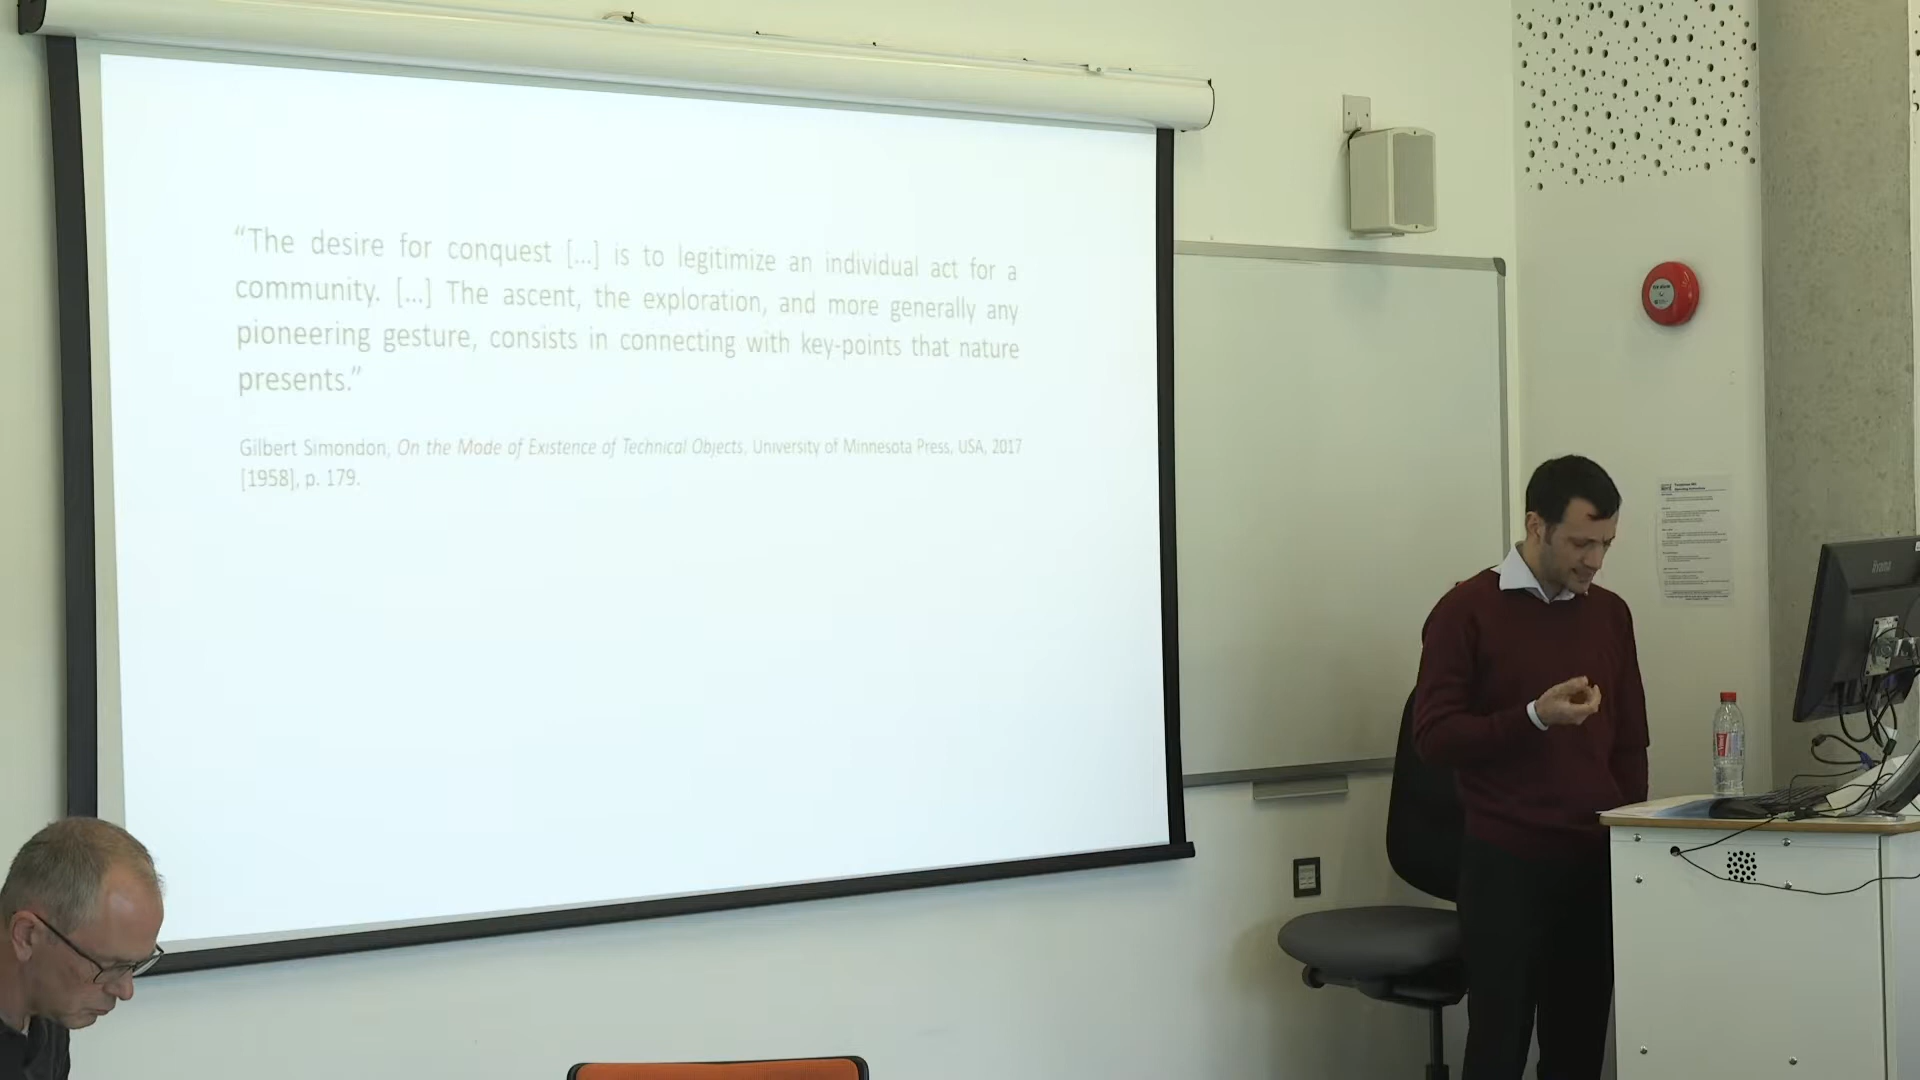 “The desire for conquest [...] is to legitimize an individual act for a
community. [...] The ascent, the exploration, and more generally any
pioneering gesture, consists in connecting with key-points that nature
presents.”
Gilbert Simondon, On the Mode of Existence of Technical Objects, University of Minnesota Press, USA, 2017
[1958], p. 179.
iiyama